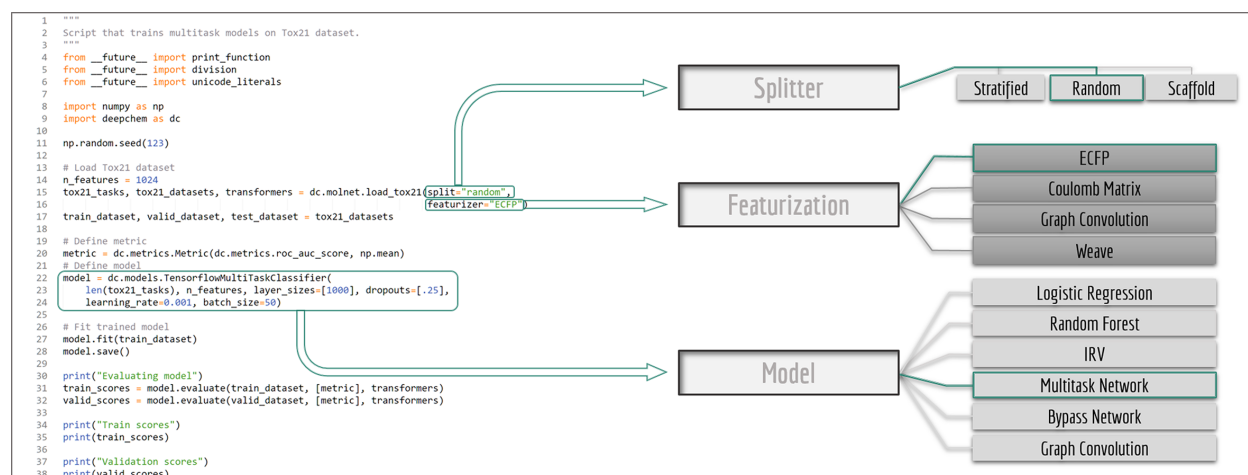 1 """
2 Script that trains multitask models on Tox21 dataset.
3 """
4 from __future__ import print_function
5 from __future__ import division
6 from __future__ import unicode_literals
7
8 import numpy as np
9 import deepchem as dc
10
11 np.random.seed(123)
12
13 # Load Tox21 dataset
14 n_features = 1024
15 tox21_tasks, tox21_datasets, transformers = dc.molnet.load_tox21(split="random",
16 featurizer="ECFP")
17 train_dataset, valid_dataset, test_dataset = tox21_datasets
18
19 # Define metric
20 metric = dc.metrics.Metric(dc.metrics.roc_auc_score, np.mean)
21 # Define model
22 model = dc.models.TensorflowMultiTaskClassifier(
23 len(tox21_tasks), n_features, layer_sizes=[1000], dropouts=[.25],
24 learning_rate=0.001, batch_size=50)
25
26 # Fit trained model
27 model.fit(train_dataset)
28 model.save()
29
30 print("Evaluating model")
31 train_scores = model.evaluate(train_dataset, [metric], transformers)
32 valid_scores = model.evaluate(valid_dataset, [metric], transformers)
33
34 print("Train scores")
35 print(train_scores)
36
37 print("Validation scores")
38 print(valid_scores)
Splitter
Stratified
Random
Scaffold
Featurization
ECFP
Coulomb Matrix
Graph Convolution
Weave
Model
Logistic Regression
Random Forest
IRV
Multitask Network
Bypass Network
Graph Convolution